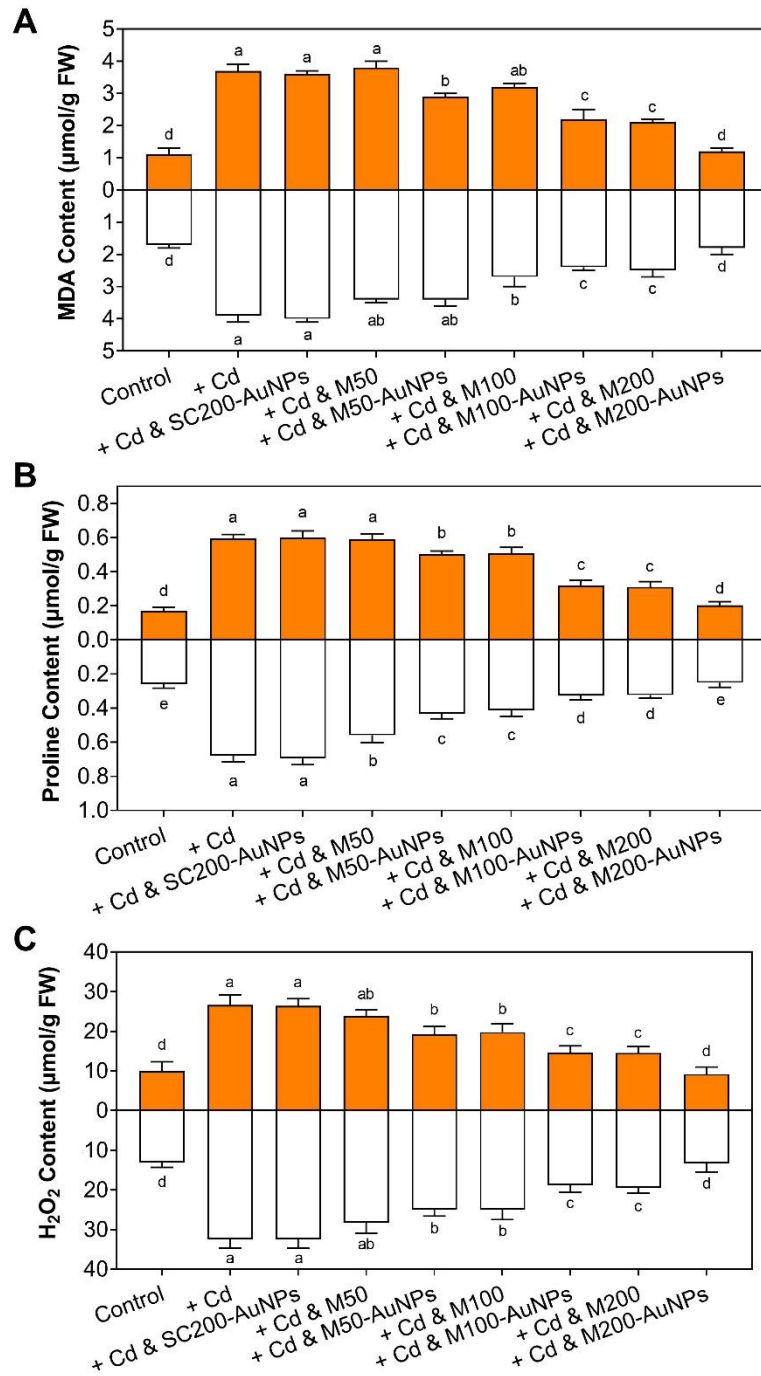 A
MDA Content (µmol/g FW)
5
4
3
2
1
0
1
2
3
4
5
d
a
a
a
b
ab
c
c
d
d
a
a
ab
ab
b
c
c
d
Control
+ Cd
+ Cd & SC200-AuNPs
+ Cd & M50
+ Cd & M50-AuNPs
+ Cd & M100
+ Cd & M100-AuNPs
+ Cd & M200
+ Cd & M200-AuNPs
B
Proline Content (µmol/g FW)
0.8
0.6
0.4
0.2
0.0
0.2
0.4
0.6
0.8
1.0
d
a
a
a
b
b
c
c
d
e
a
a
b
c
c
d
d
e
Control
+ Cd
+ Cd & SC200-AuNPs
+ Cd & M50
+ Cd & M50-AuNPs
+ Cd & M100
+ Cd & M100-AuNPs
+ Cd & M200
+ Cd & M200-AuNPs
C
H₂O₂ Content (µmol/g FW)
40
30
20
10
0
10
20
30
40
d
a
a
ab
b
b
c
c
d
d
a
a
ab
b
b
c
c
d
Control
+ Cd
+ Cd & SC200-AuNPs
+ Cd & M50
+ Cd & M50-AuNPs
+ Cd & M100
+ Cd & M100-AuNPs
+ Cd & M200
+ Cd & M200-AuNPs